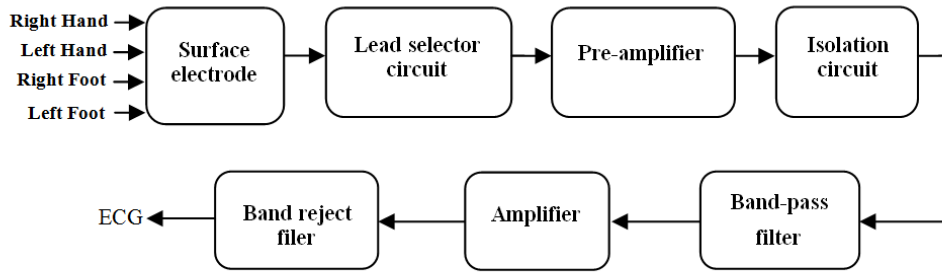 Right Hand
Left Hand
Right Foot
Left Foot
Surface
electrode
Lead selector
circuit
Pre-amplifier
Isolation
circuit
ECG
Band reject
filer
Amplifier
Band-pass
filter